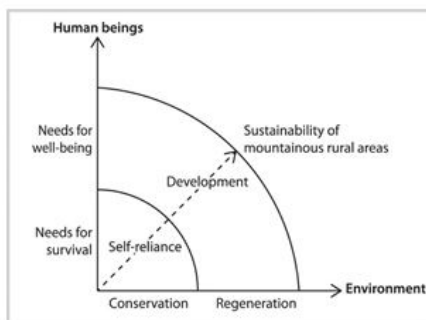 Human beings
Needs for
well-being
Sustainability of
mountainous rural areas
Development
Needs for
survival
Self-reliance
Environment
Conservation
Regeneration